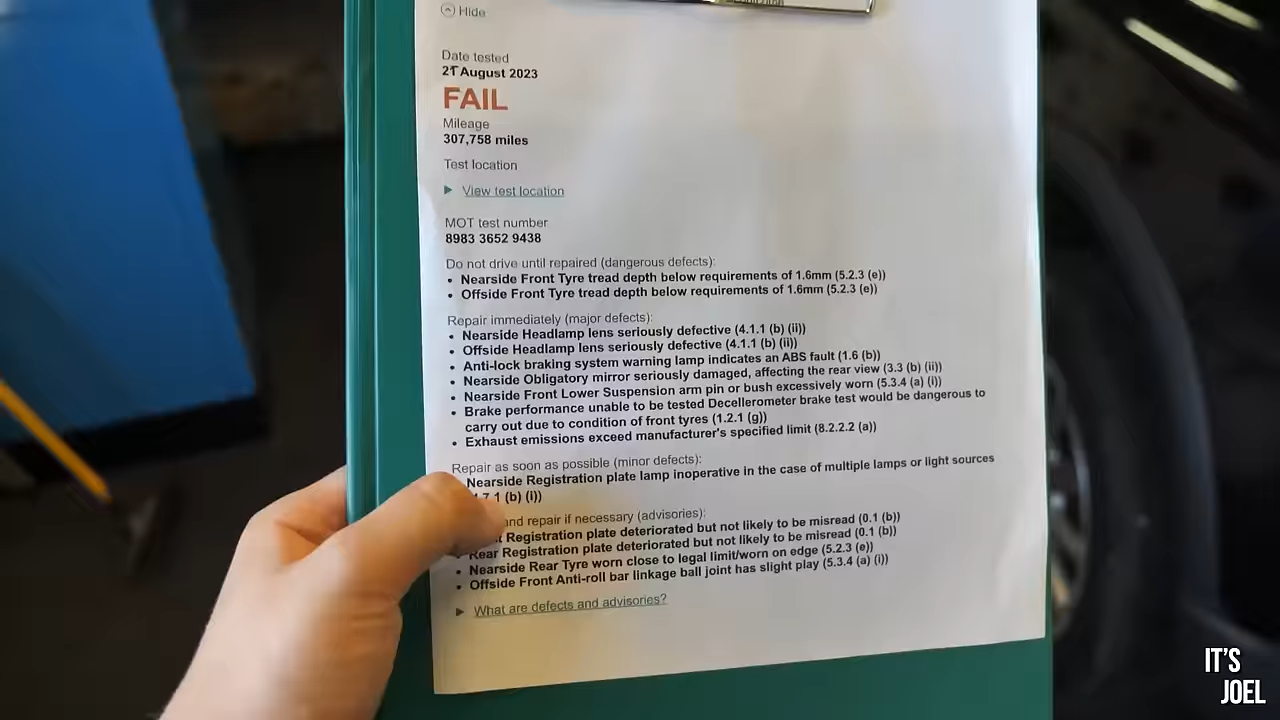 Hide
Date tested
August 2023
FAIL
Mileage
307,758 miles
Test location
View test location
MOT test number
8983 3652 9438
Do not drive until repaired (dangerous defects):
• Nearside Front Tyre tread depth below requirements of 1.6mm (5.2.3 (e))
• Offside Front Tyre tread depth below requirements of 1.6mm (5.2.3 (e))
Repair immediately (major defects):
• Nearside Headlamp lens seriously defective (4.1.1 (b) (ii))
• Offside Headlamp lens seriously defective (4.1.1 (b) (ii))
• Anti-lock braking system warning lamp indicates an ABS fault (1.6 (b))
• Nearside Obligatory mirror seriously damaged, affecting the rear view (3.3 (b) (ii))
• Nearside Front Lower Suspension arm pin or bush excessively worn (5.3.4 (a) (i))
• Brake performance unable to be tested Decellerometer brake test would be dangerous to
carry out due to condition of front tyres (1.2.1 (g))
• Exhaust emissions exceed manufacturer's specified limit (8.2.2.2 (a))
Repair as soon as possible (minor defects):
Nearside Registration plate lamp inoperative in the case of multiple lamps or light sources
(b) (i))
and repair if necessary (advisories):
Registration plate deteriorated but not likely to be misread (0.1 (b))
Rear Registration plate deteriorated but not likely to be misread (0.1 (b))
• Nearside Rear Tyre worn close to legal limit/worn on edge (5.2.3 (e))
• Offside Front Anti-roll bar linkage ball joint has slight play (5.3.4 (a) (i))
What are defects and advisories?
IT'S
JOEL